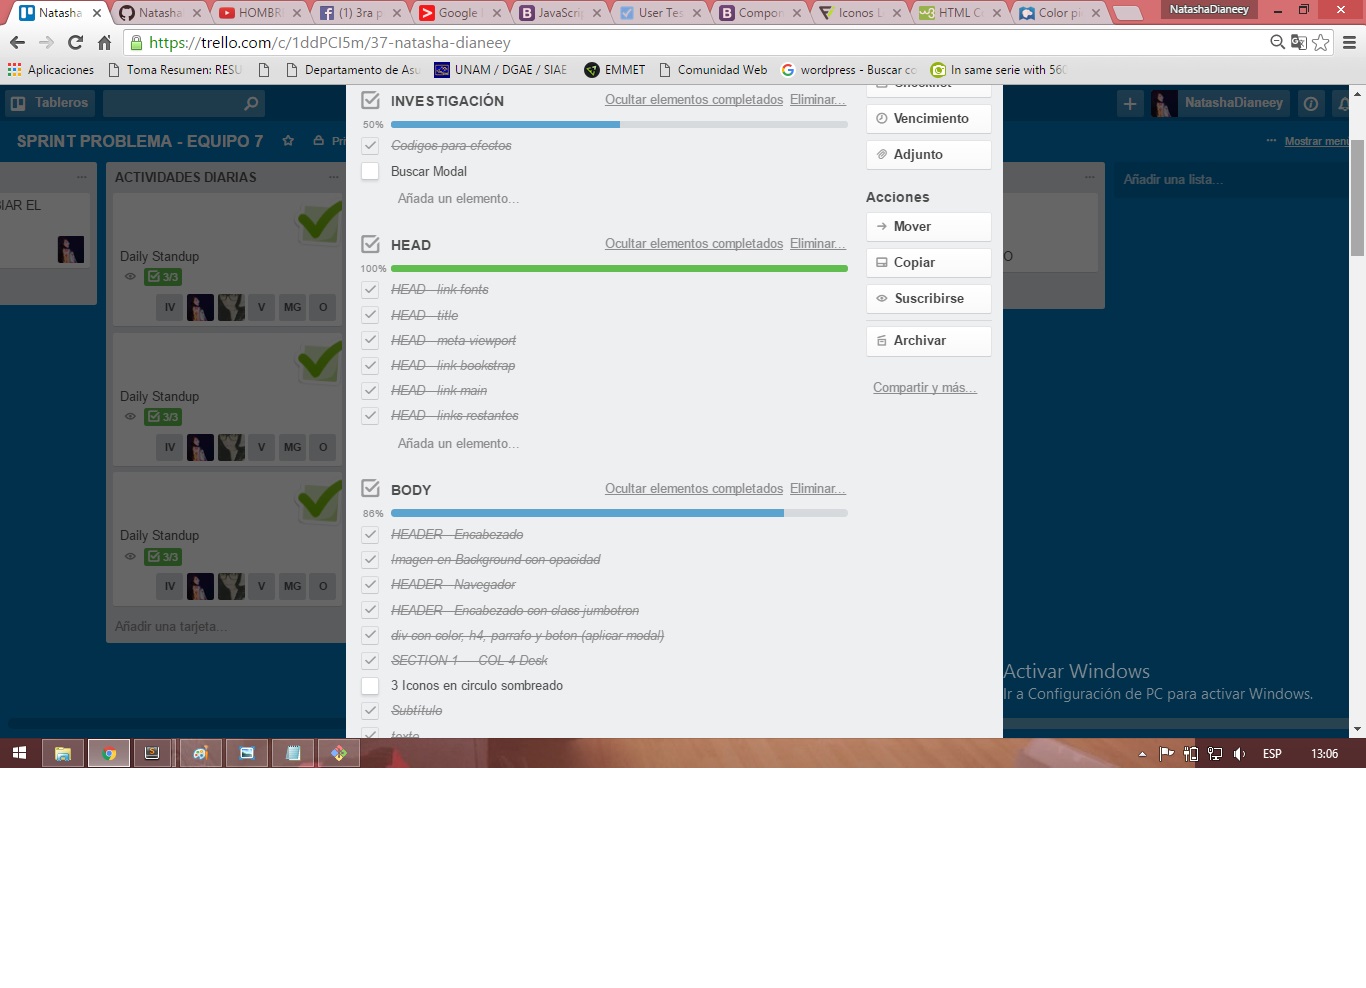 Natasha
Natasha
HOMBR
(1) 3ra p
Google
JavaScri
User Tes
Compon
Iconos L
HTML Co
Color pi
NatashaDianeey
https://trello.com/c/1ddPCI5m/37-natasha-dianeey
Aplicaciones
Toma Resumen: RESU
Departamento de Asu
UNAM / DGAE / SIAE
EMMET
Comunidad Web
wordpress - Buscar co
In same serie with 560
Tableros
NatashaDianeey
SPRINT PROBLEMA - EQUIPO 7
Pri
Mostrar menú
IAR EL
ACTIVIDADES DIARIAS
Daily Standup
3/3
IV
V
MG
O
Daily Standup
3/3
IV
V
MG
O
Daily Standup
3/3
IV
V
MG
O
Añadir una tarjeta...
INVESTIGACIÓN
Ocultar elementos completados
Eliminar...
50%
Codigos para efectos
Buscar Modal
Añada un elemento...
HEAD
Ocultar elementos completados
Eliminar...
100%
HEAD - link fonts
HEAD - title
HEAD - meta viewport
HEAD - link bookstrap
HEAD - link main
HEAD - links restantes
Añada un elemento...
BODY
Ocultar elementos completados
Eliminar...
86%
HEADER - Encabezado
Imagen en Background con opacidad
HEADER - Navegador
HEADER - Encabezado con class jumbotron
div con color, h4, parrafo y boton (aplicar modal)
SECTION 1 --- COL 4 Desk
3 Iconos en circulo sombreado
Subtítulo
texto
Checklist
Vencimiento
Adjunto
Acciones
Mover
Copiar
Suscribirse
Archivar
Compartir y más...
O
Añadir una lista...
Activar Windows
Ir a Configuración de PC para activar Windows.
ESP
13:06